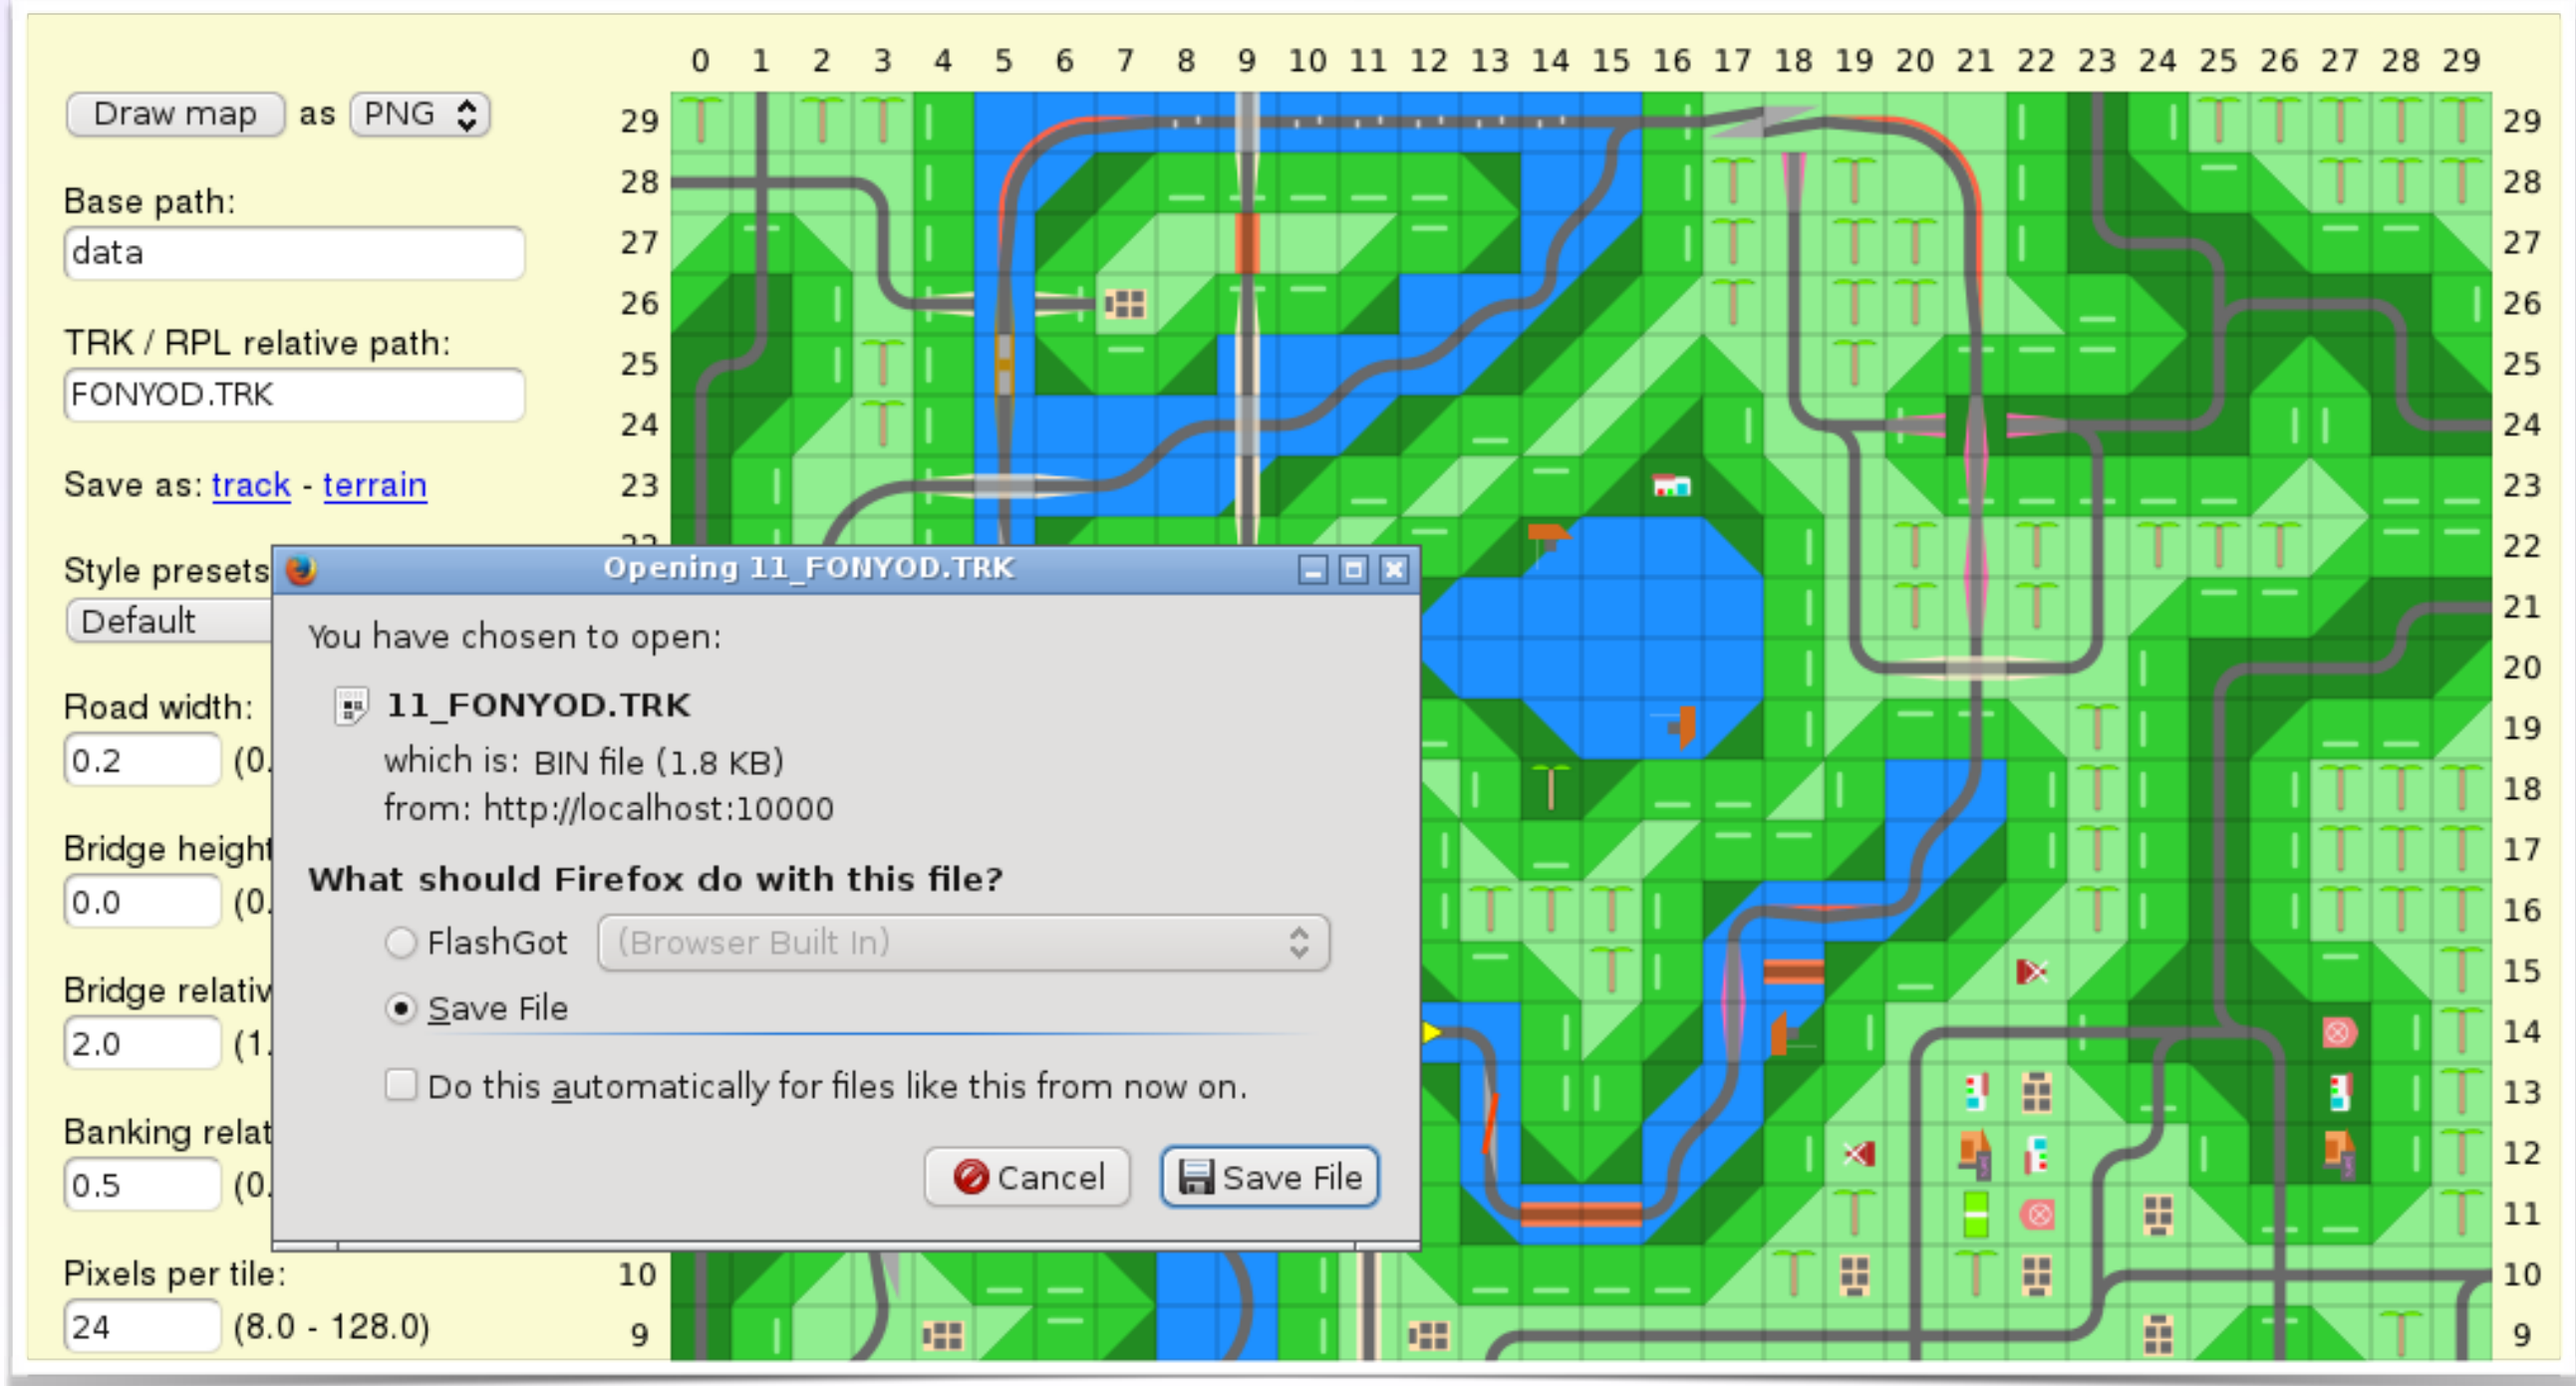 0 1 2 3 4 5 6 7 8 9 10 11 12 13 14 15 16 17 18 19 20 21 22 23 24 25 26 27 28 29
Draw map as PNG
Base path:
data
TRK / RPL relative path:
FONYOD.TRK
Save as: track - terrain
Style presets
Default
Road width:
0.2 (0.
Bridge height
0.0 (0.
Bridge relativ
2.0 (1.
Banking relat
0.5 (0.
Pixels per tile:
24 (8.0 - 128.0)
29
28
27
26
25
24
23
10
9
Opening 11_FONYOD.TRK
You have chosen to open:
11_FONYOD.TRK
which is: BIN file (1.8 KB)
from: http://localhost:10000
What should Firefox do with this file?
FlashGot (Browser Built In)
Save File
Do this automatically for files like this from now on.
Cancel Save File
29
28
27
26
25
24
23
22
21
20
19
18
17
16
15
14
13
12
11
10
9